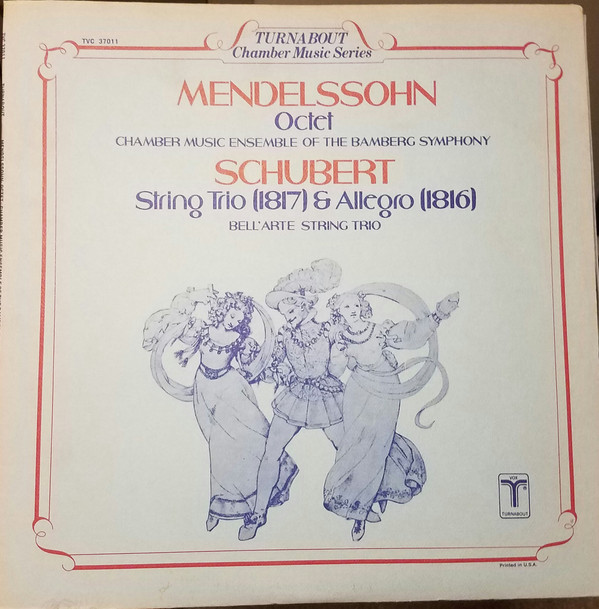 TVC 37011
TURNABOUT
Chamber Music Series
MENDELSSOHN
Octet
CHAMBER MUSIC ENSEMBLE OF THE BAMBERG SYMPHONY
SCHUBERT
String Trio (1817) & Allegro (1816)
BELL'ARTE STRING TRIO
VOX
TURNABOUT
Printed in U.S.A.